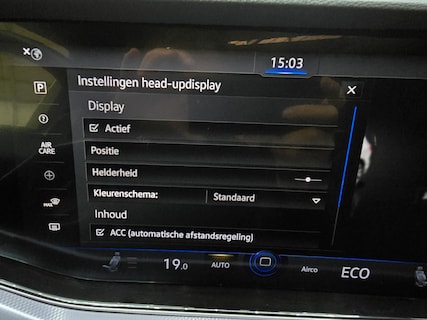 15:03
Instellingen head-updisplay
Display
Actief
Positie
Helderheid
Kleurenschema: Standaard
Inhoud
ACC (automatische afstandsregeling)
P
?
AIR
CARE
MAX
19.0 AUTO Airco ECO